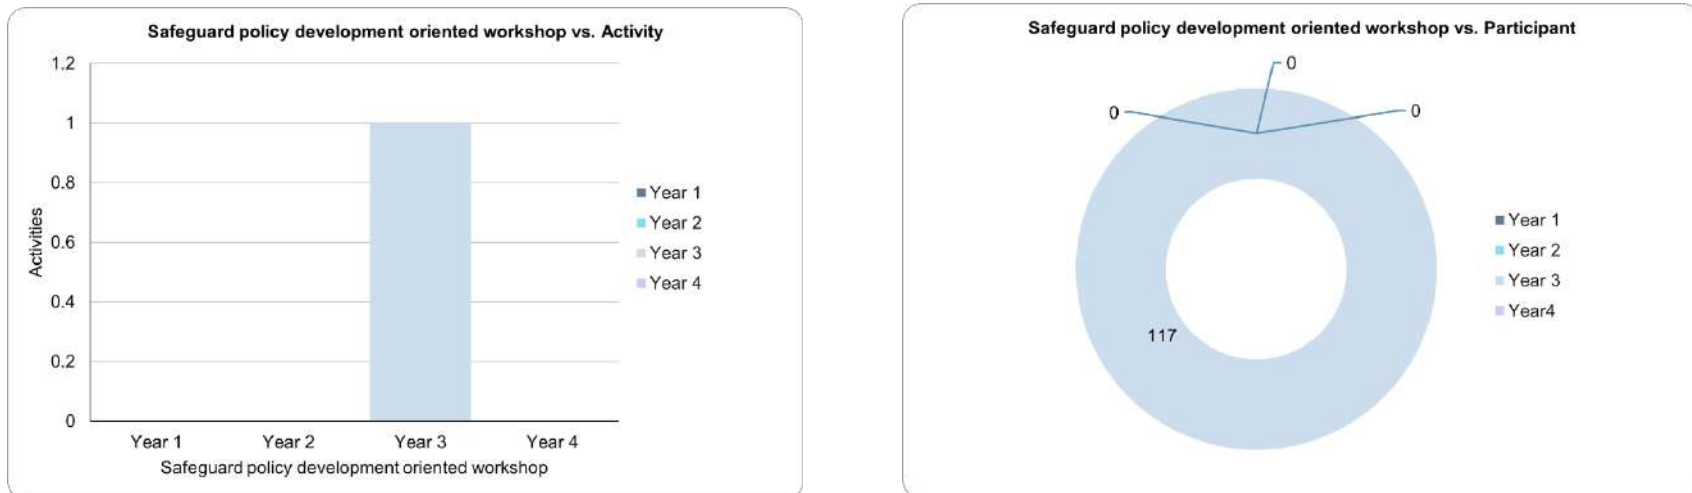 Safeguard policy development oriented workshop vs. Activity
1.2
1
0.8
0.6
0.4
0.2
0
Activities
Year 1
Year 2
Year 3
Year 4
Safeguard policy development oriented workshop
Year 1
Year 2
Year 3
Year 4
Safeguard policy development oriented workshop vs. Participant
0
0
0
117
Year 1
Year 2
Year 3
Year4